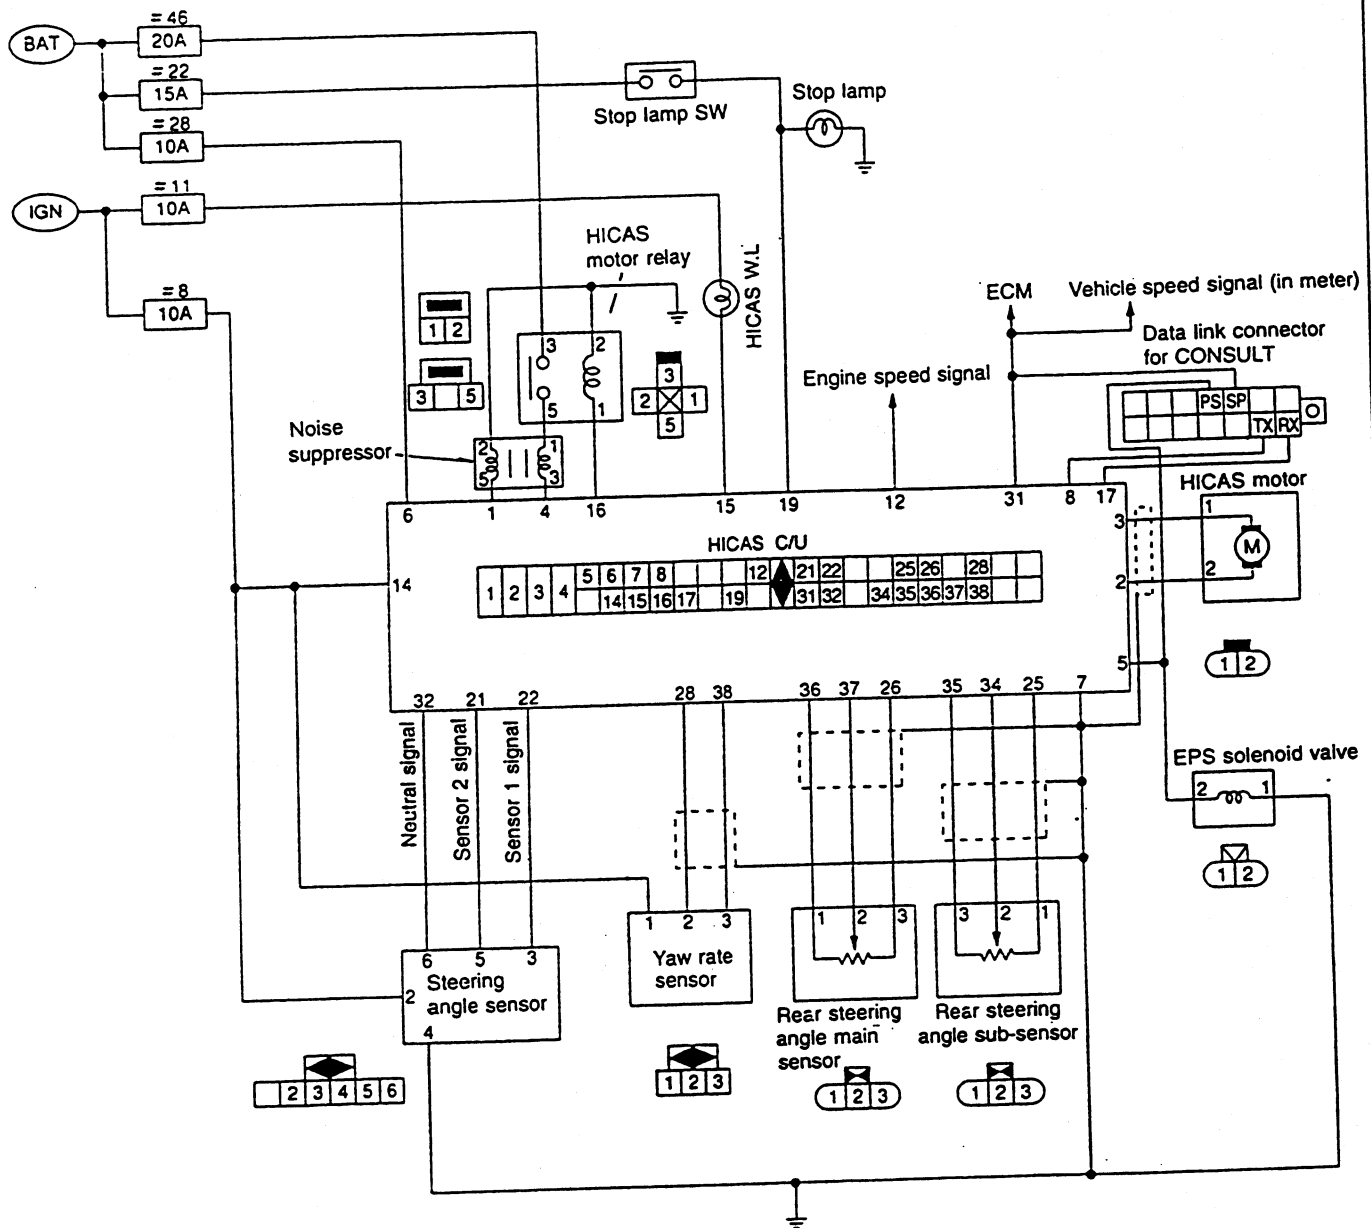 = 46
BAT
20A
= 22
15A
Stop lamp SW
Stop lamp
= 28
10A
= 11
IGN
10A
HICAS
motor relay
HICAS W.L
= 8
10A
ECM
Vehicle speed signal (in meter)
Data link connector
for CONSULT
Engine speed signal
1 2
3 5
3 2
5 1
3
2 1
5
PS SP
TX RX
Noise
suppressor
2 1
5 3
HICAS motor
6 1 4 16 15 19 12 31 8 17
HICAS C/U
3 1
M
2 2
14
5 6 7 8 12 21 22 25 26 28
1 2 3 4
14 15 16 17 19 31 32 34 35 36 37 38
5
1 2
32 21 22 28 38 36 37 26 35 34 25 7
Neutral signal
Sensor 2 signal
Sensor 1 signal
EPS solenoid valve
2 1
1 2
6 5 3
2
Steering
angle sensor
4
1 2 3
Yaw rate
sensor
1 2 3
3 2 1
Rear steering
angle main
sensor
Rear steering
angle sub-sensor
2 3 4 5 6
1 2 3
1 2 3
1 2 3